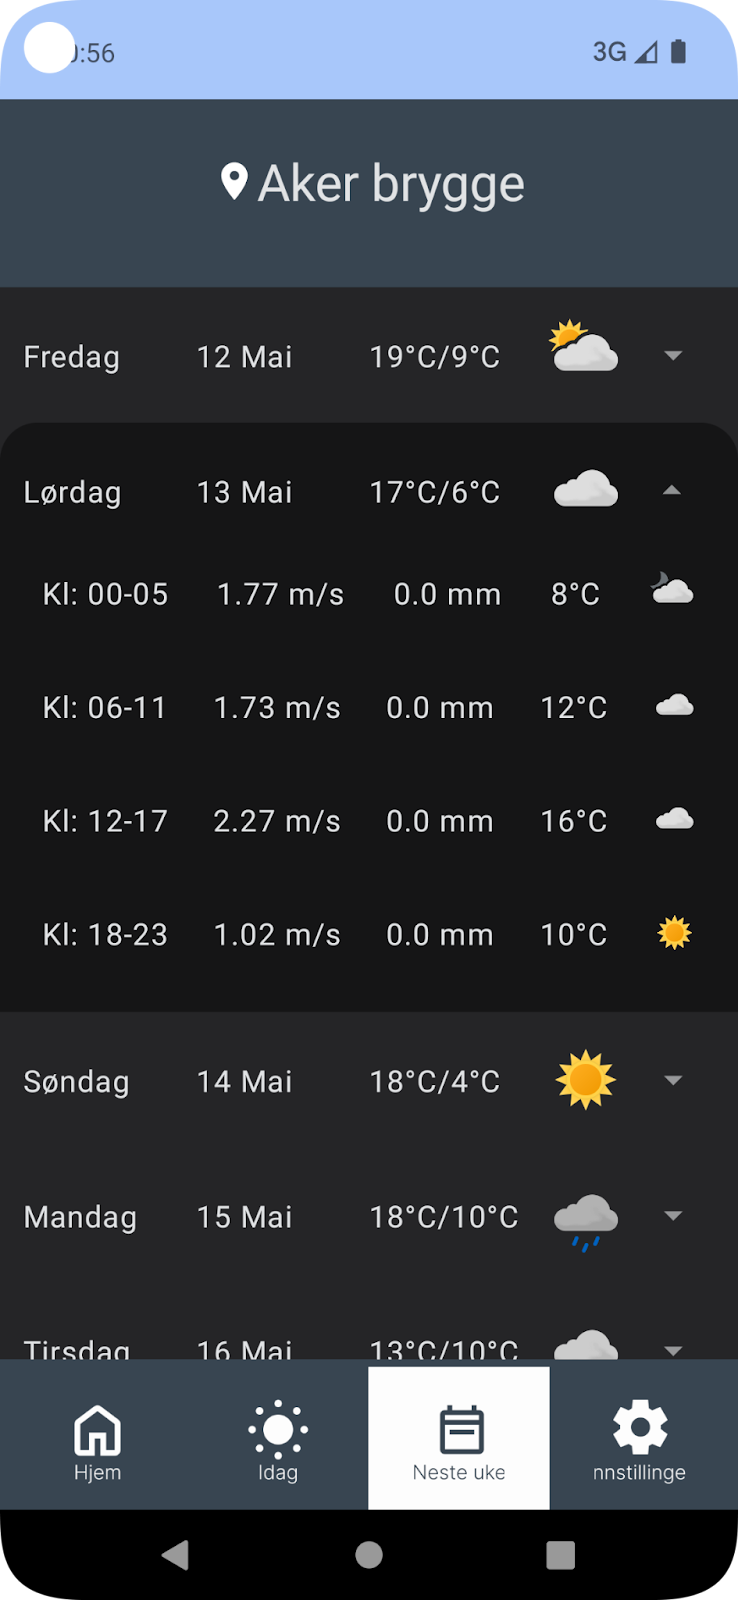 :56 3G
Aker brygge
Fredag 12 Mai 19°C/9°C
Lørdag 13 Mai 17°C/6°C
Kl: 00-05 1.77 m/s 0.0 mm 8°C
Kl: 06-11 1.73 m/s 0.0 mm 12°C
Kl: 12-17 2.27 m/s 0.0 mm 16°C
Kl: 18-23 1.02 m/s 0.0 mm 10°C
Søndag 14 Mai 18°C/4°C
Mandag 15 Mai 18°C/10°C
Tirsdag 16 Mai 13°C/10°C
Hjem Idag Neste uke nnstillinge